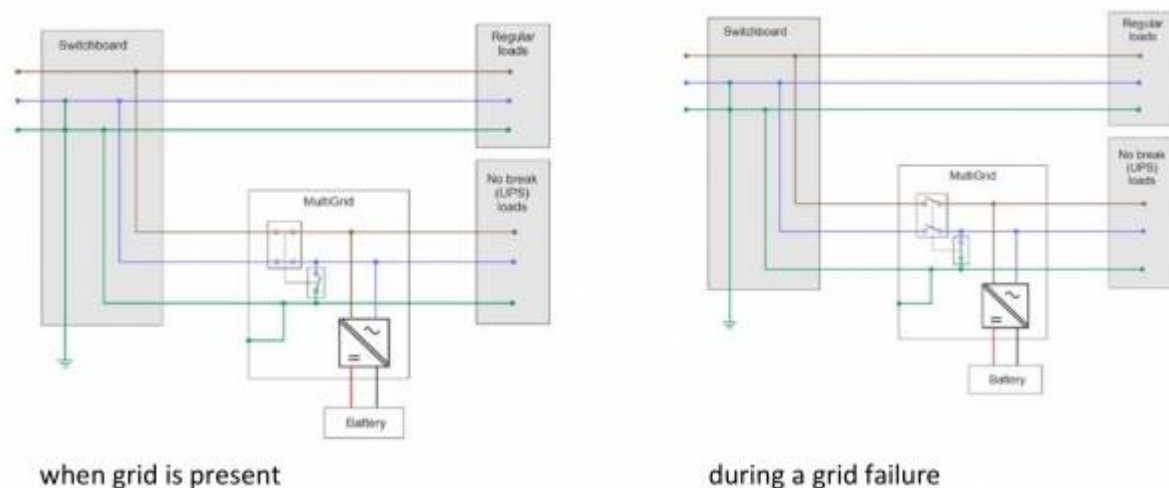 Switchboard
Regular
loads
No break
(UPS)
loads
MultiGrid
Battery
when grid is present
Switchboard
Regular
loads
No break
(UPS)
loads
MultiGrid
Battery
during a grid failure